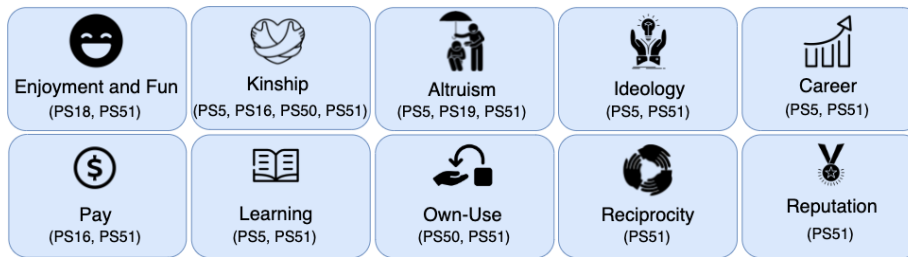 Enjoyment and Fun
(PS18, PS51)
Kinship
(PS5, PS16, PS50, PS51)
Altruism
(PS5, PS19, PS51)
Ideology
(PS5, PS51)
Career
(PS5, PS51)
$
Pay
(PS16, PS51)
Learning
(PS5, PS51)
Own-Use
(PS50, PS51)
Reciprocity
(PS51)
Reputation
(PS51)